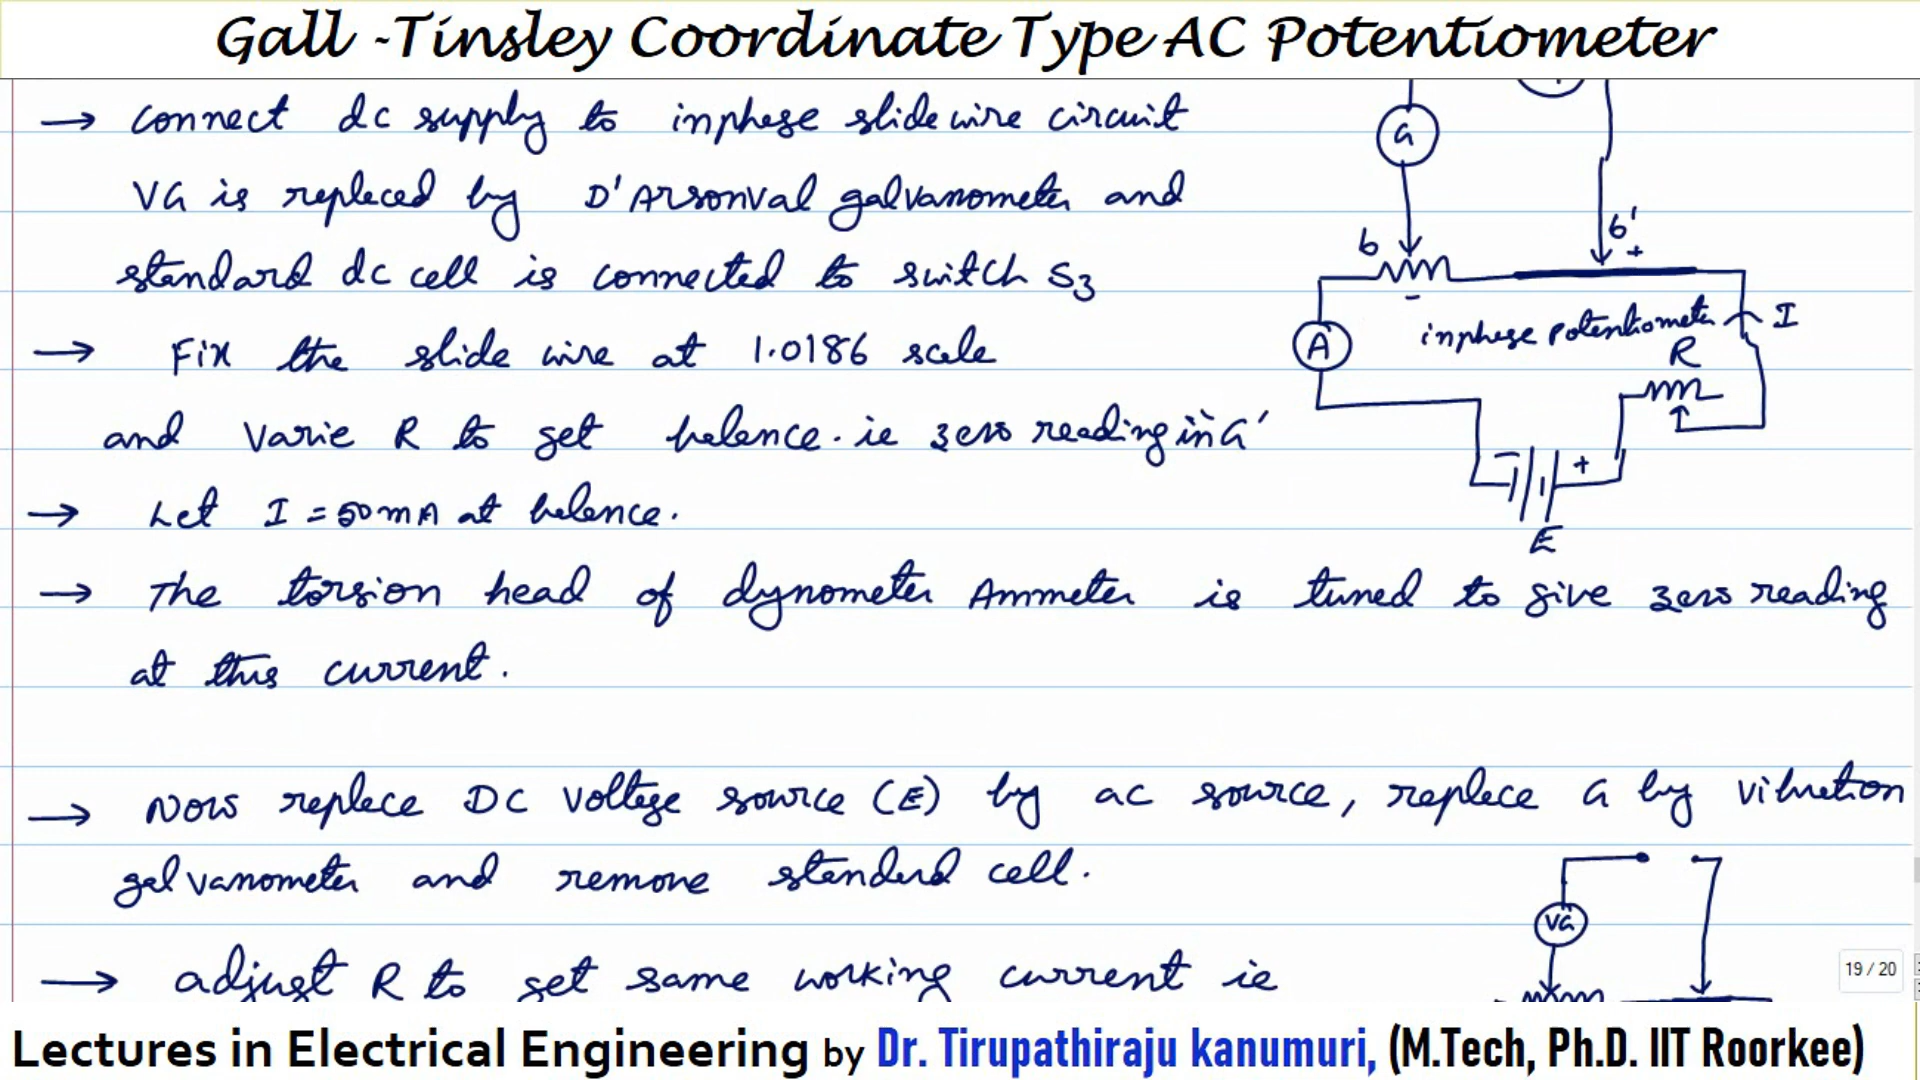 Gall -Tinsley Coordinate Type AC Potentiometer
→ connect dc supply to inphase slide wire circuit
VG is replaced by D'Arsonval galvanometer and
standard dc cell is connected to switch S3
→ Fix the slide wire at 1.0186 scale
and Varie R to get balance. ie zero reading in 'G'
→ Let I = 50mA at balance.
→ The torsion head of dynometer Ammeter is tuned to give zero reading
at this current.
→ Now replace DC voltage source (E) by ac source, replace G by vibration
galvanometer and remove standard cell.
→ adjust R to get same working current ie
G
b
b'
+
-
inphase potentiometer
I
A
R
-
+
E
VG
19 / 20
Lectures in Electrical Engineering by Dr. Tirupathiraju kanumuri, (M.Tech, Ph.D. IIT Roorkee)